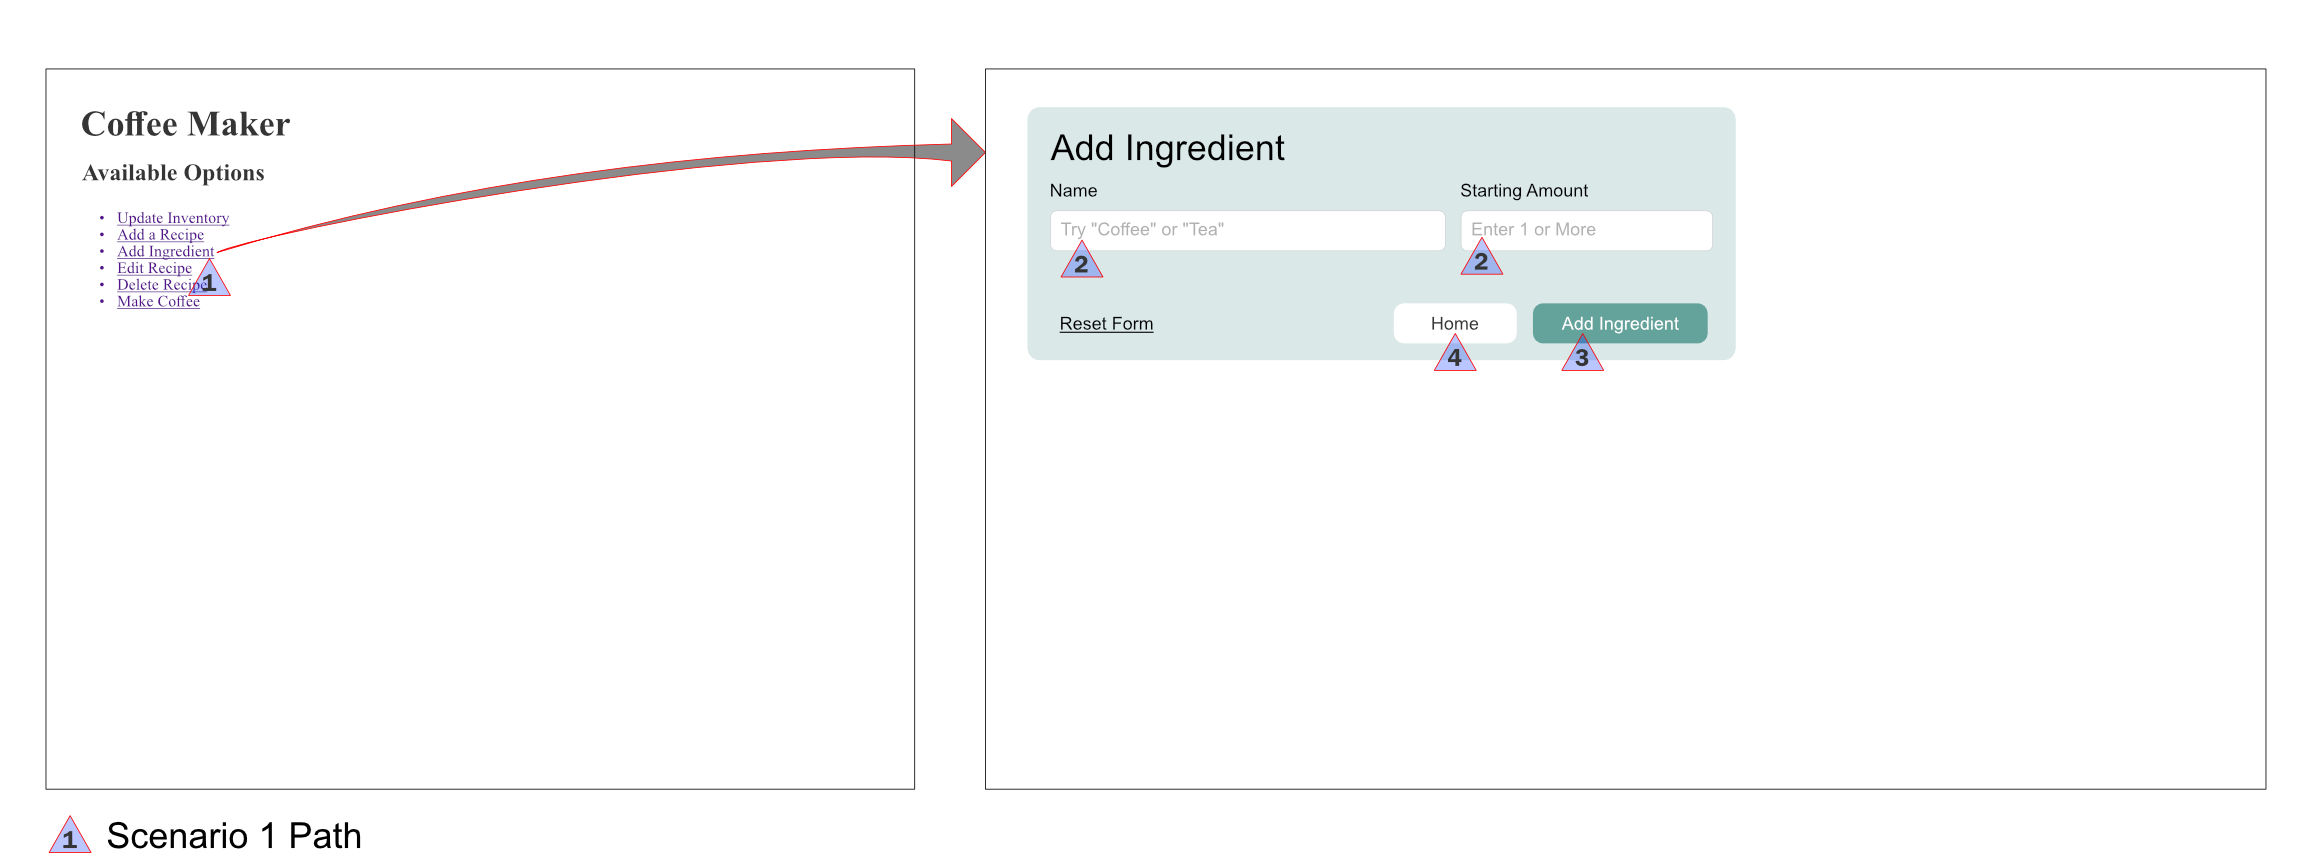 Coffee Maker
Available Options
• Update Inventory
• Add a Recipe
• Add Ingredient
• Edit Recipe
• Delete Recipe
• Make Coffee
1
Add Ingredient
Name
Starting Amount
Try "Coffee" or "Tea"
Enter 1 or More
2
2
Reset Form
Home
Add Ingredient
4
3
1 Scenario 1 Path